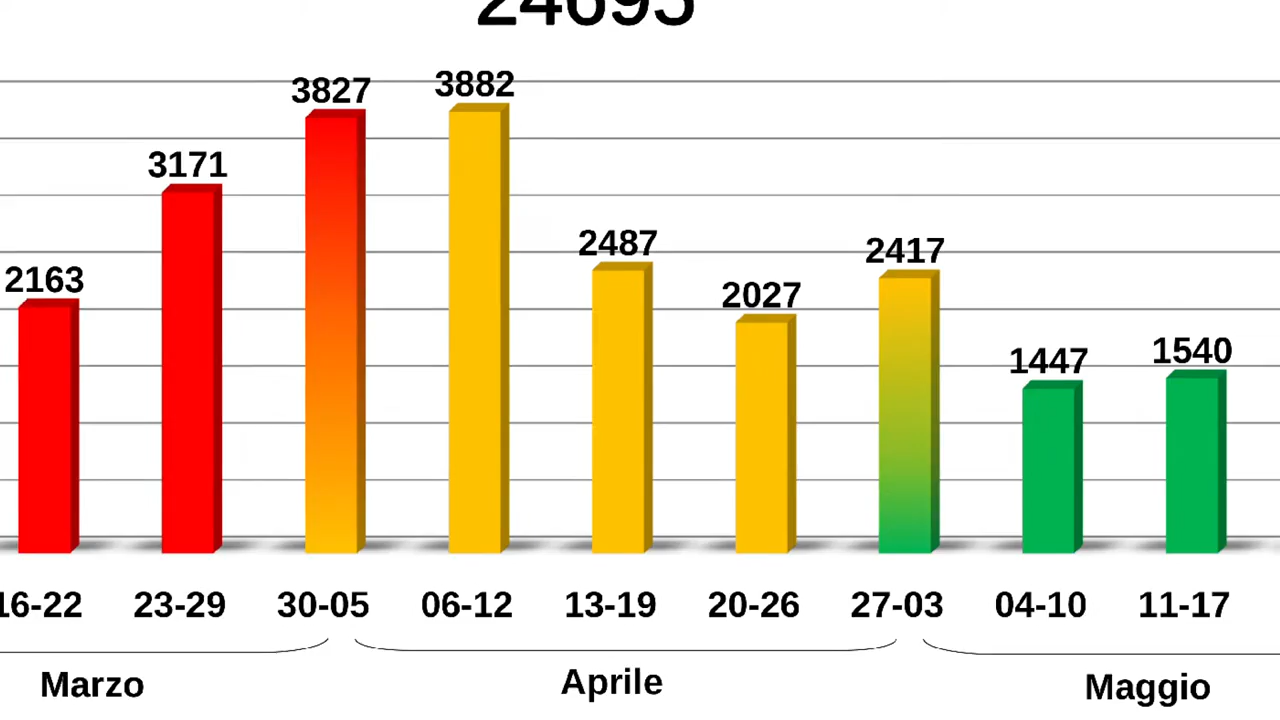 24695
3827 3882
3171
2163 2487 2417
2027
1447 1540
16-22 23-29 30-05 06-12 13-19 20-26 27-03 04-10 11-17
Marzo Aprile Maggio